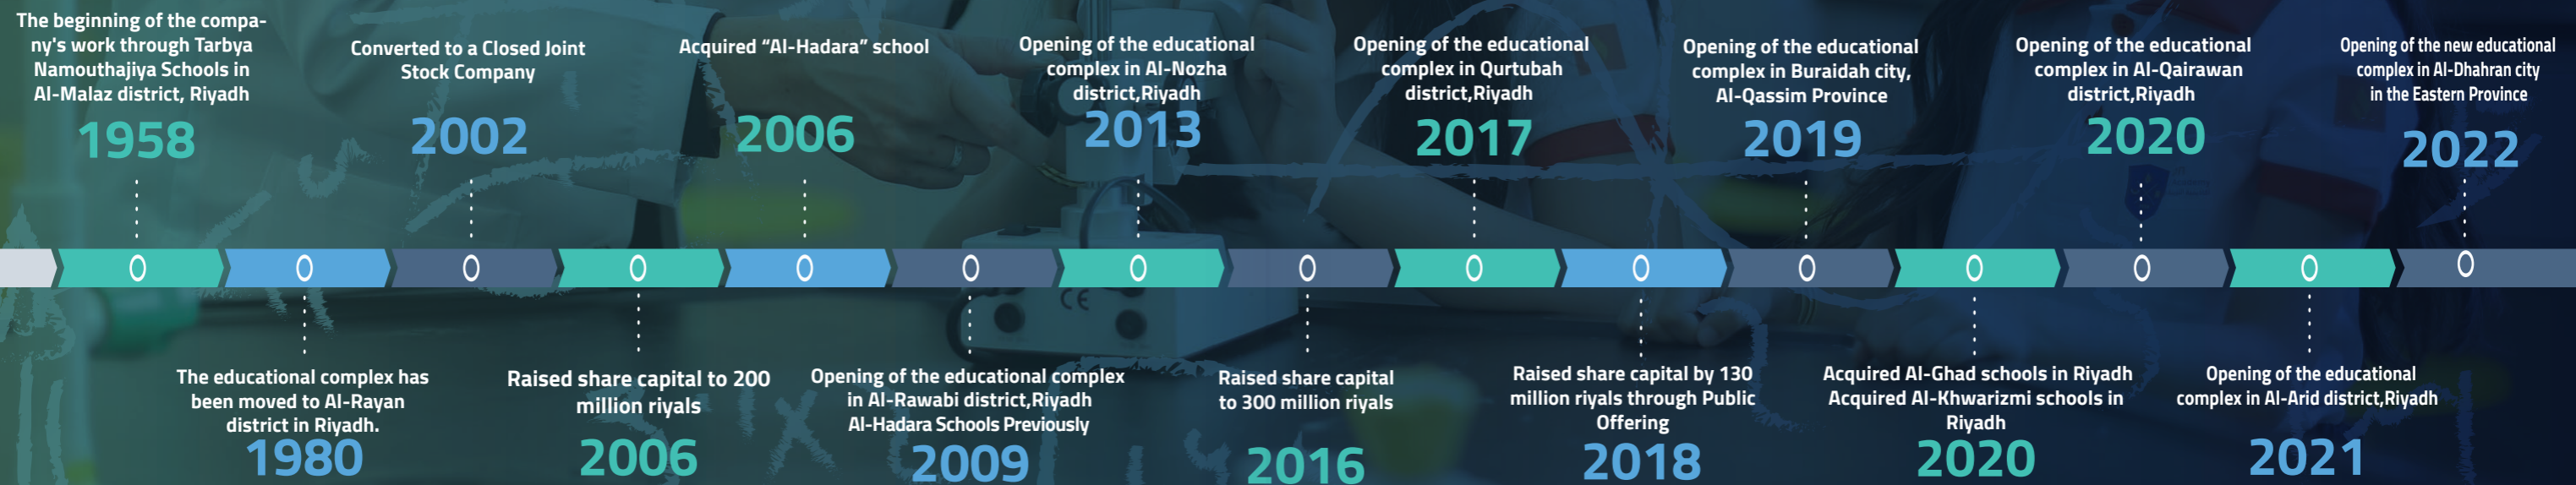 The beginning of the compa-
ny's work through Tarbya
Namouthajiya Schools in
Al-Malaz district, Riyadh
1958
The educational complex has
been moved to Al-Rayan
district in Riyadh.
1980
Converted to a Closed Joint
Stock Company
2002
Raised share capital to 200
million riyals
2006
Acquired “Al-Hadara” school
2006
Opening of the educational complex
in Al-Rawabi district,Riyadh
Al-Hadara Schools Previously
2009
Opening of the educational
complex in Al-Nozha
district,Riyadh
2013
Raised share capital
to 300 million riyals
2016
Opening of the educational
complex in Qurtubah
district,Riyadh
2017
Raised share capital by 130
million riyals through Public
Offering
2018
Opening of the educational
complex in Buraidah city,
Al-Qassim Province
2019
Acquired Al-Ghad schools in Riyadh
Acquired Al-Khwarizmi schools in
Riyadh
2020
Opening of the educational
complex in Al-Qairawan
district,Riyadh
2020
Opening of the educational
complex in Al-Arid district,Riyadh
2021
Opening of the new educational
complex in Al-Dhahran city
in the Eastern Province
2022
CE